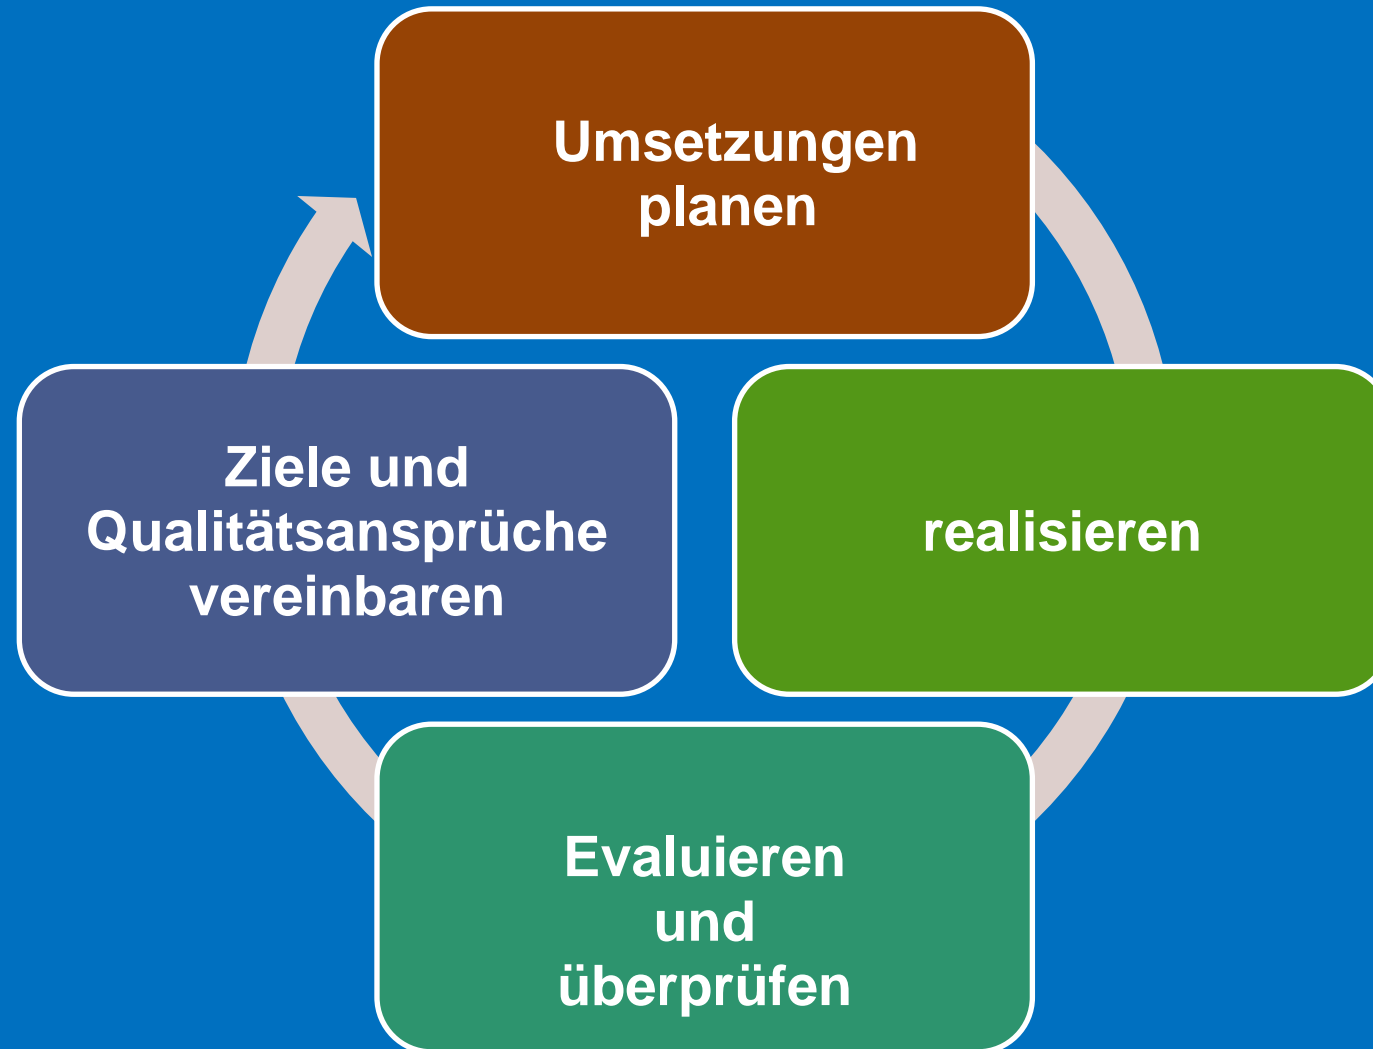 Umsetzungen
planen
Ziele und
Qualitätsansprüche
vereinbaren
realisieren
Evaluieren
und
überprüfen